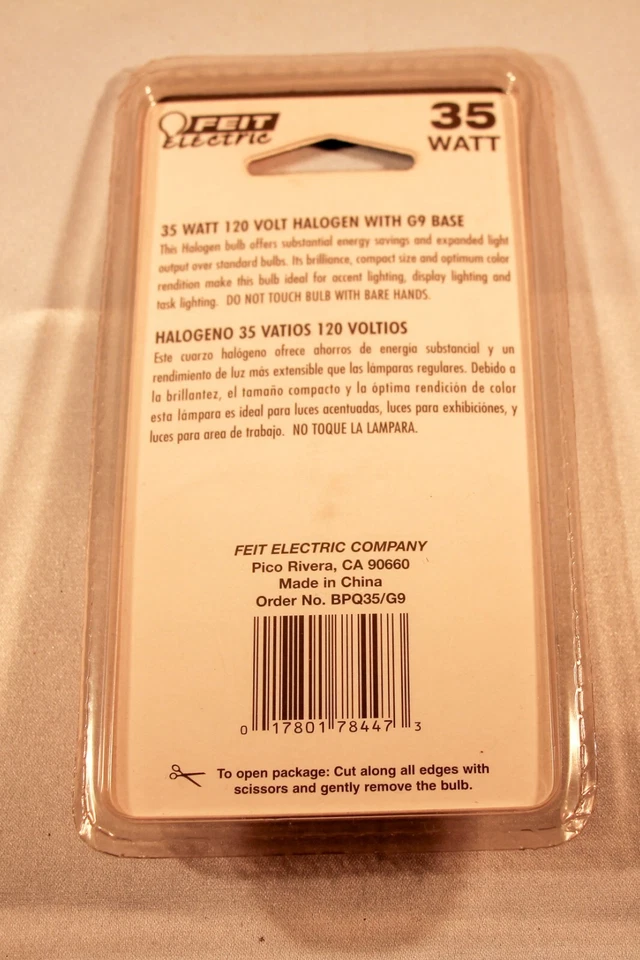 FEIT
Electric
35
WATT
35 WATT 120 VOLT HALOGEN WITH G9 BASE
This Halogen bulb offers substantial energy savings and expanded light
output over standard bulbs. Its brilliance, compact size and optimum color
rendition make this bulb ideal for accent lighting, display lighting and
task lighting. DO NOT TOUCH BULB WITH BARE HANDS.
HALOGENO 35 VATIOS 120 VOLTIOS
Este cuarzo halógeno ofrece ahorros de energia substancial y un
rendimiento de luz más extensible que las lámparas regulares. Debido a
la brillantez, el tamaño compacto y la óptima rendición de color
esta lámpara es ideal para luces acentuadas, luces para exhibiciónes, y
luces para area de trabajo. NO TOQUE LA LAMPARA.
FEIT ELECTRIC COMPANY
Pico Rivera, CA 90660
Made in China
Order No. BPQ35/G9
0 17801 78447 3
To open package: Cut along all edges with
scissors and gently remove the bulb.